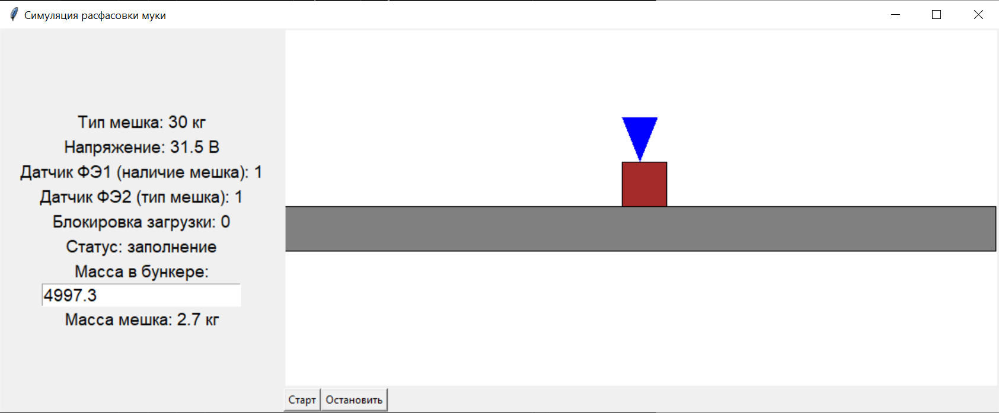 Симуляция расфасовки муки
Тип мешка: 30 кг
Напряжение: 31.5 В
Датчик ФЭ1 (наличие мешка): 1
Датчик ФЭ2 (тип мешка): 1
Блокировка загрузки: 0
Статус: заполнение
Масса в бункере:
4997.3
Масса мешка: 2.7 кг
Старт Остановить